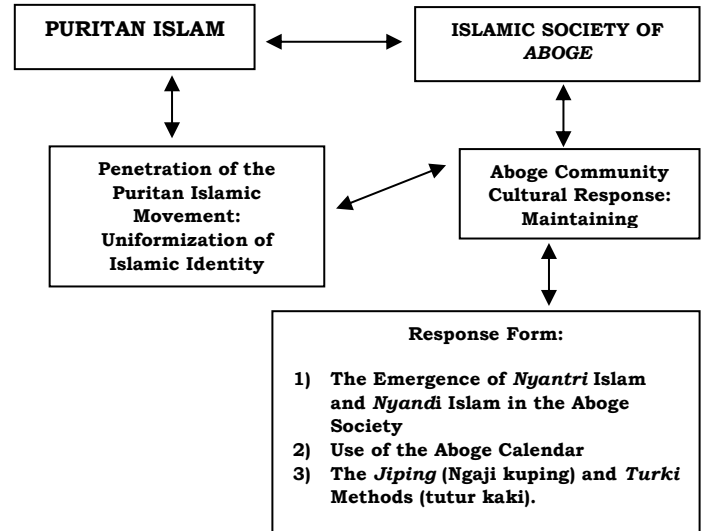 PURITAN ISLAM
ISLAMIC SOCIETY OF
ABOGE
Penetration of the
Puritan Islamic
Movement:
Uniformization of
Islamic Identity
Aboge Community
Cultural Response:
Maintaining
Response Form:
1) The Emergence of Nyantri Islam
and Nyandi Islam in the Aboge
Society
2) Use of the Aboge Calendar
3) The Jiping (Ngaji kuping) and Turki
Methods (tutur kaki).